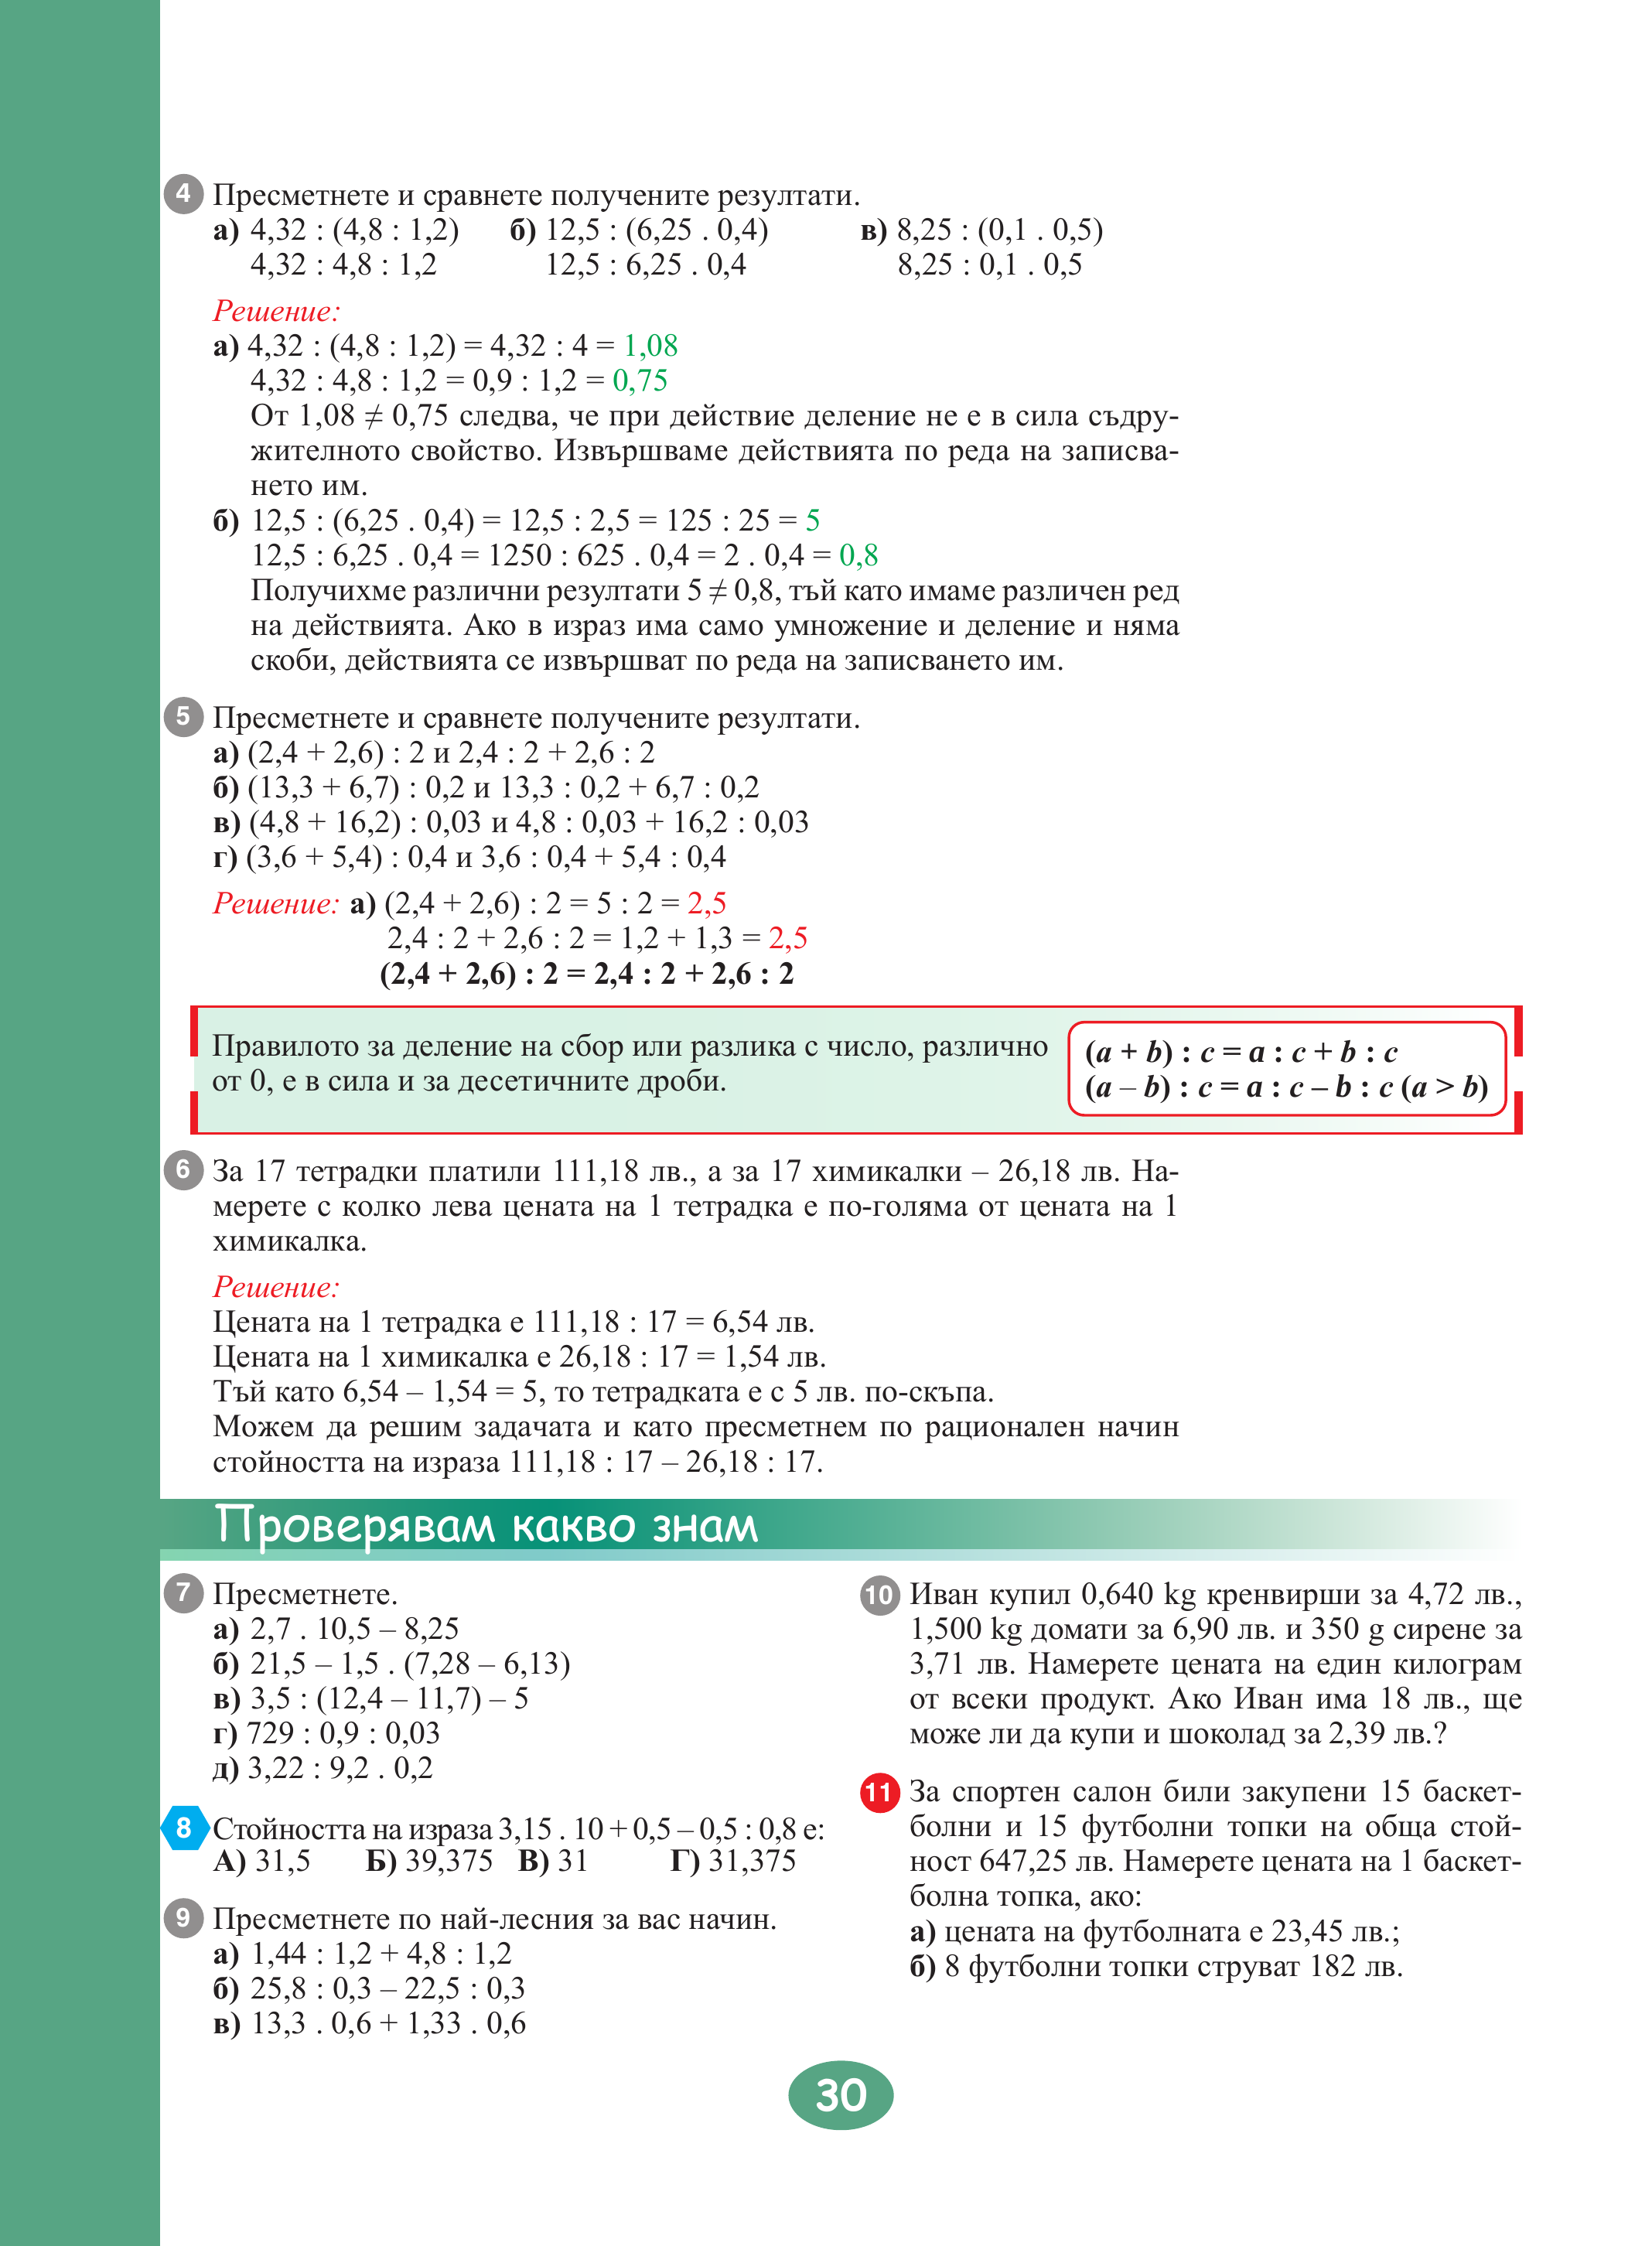 4 Пресметнете и сравнете получените резултати.
а) 4,32 : (4,8 : 1,2) б) 12,5 : (6,25 . 0,4) в) 8,25 : (0,1 . 0,5)
4,32 : 4,8 : 1,2 12,5 : 6,25 . 0,4 8,25 : 0,1 . 0,5
Решение:
а) 4,32 : (4,8 : 1,2) = 4,32 : 4 = 1,08
4,32 : 4,8 : 1,2 = 0,9 : 1,2 = 0,75
От 1,08 ≠ 0,75 следва, че при действие деление не е в сила съдру-
жителното свойство. Извършваме действията по реда на записва-
нето им.
б) 12,5 : (6,25 . 0,4) = 12,5 : 2,5 = 125 : 25 = 5
12,5 : 6,25 . 0,4 = 1250 : 625 . 0,4 = 2 . 0,4 = 0,8
Получихме различни резултати 5 ≠ 0,8, тъй като имаме различен ред
на действията. Ако в израз има само умножение и деление и няма
скоби, действията се извършват по реда на записването им.
5 Пресметнете и сравнете получените резултати.
а) (2,4 + 2,6) : 2 и 2,4 : 2 + 2,6 : 2
б) (13,3 + 6,7) : 0,2 и 13,3 : 0,2 + 6,7 : 0,2
в) (4,8 + 16,2) : 0,03 и 4,8 : 0,03 + 16,2 : 0,03
г) (3,6 + 5,4) : 0,4 и 3,6 : 0,4 + 5,4 : 0,4
Решение: а) (2,4 + 2,6) : 2 = 5 : 2 = 2,5
2,4 : 2 + 2,6 : 2 = 1,2 + 1,3 = 2,5
(2,4 + 2,6) : 2 = 2,4 : 2 + 2,6 : 2
Правилото за деление на сбор или разлика с число, различно
от 0, е в сила и за десетичните дроби.
(a + b) : c = a : c + b : c
(a – b) : c = a : c – b : c (a > b)
6 За 17 тетрадки платили 111,18 лв., а за 17 химикалки – 26,18 лв. На-
мерете с колко лева цената на 1 тетрадка е по-голяма от цената на 1
химикалка.
Решение:
Цената на 1 тетрадка е 111,18 : 17 = 6,54 лв.
Цената на 1 химикалка е 26,18 : 17 = 1,54 лв.
Тъй като 6,54 – 1,54 = 5, то тетрадката е с 5 лв. по-скъпа.
Можем да решим задачата и като пресметнем по рационален начин
стойността на израза 111,18 : 17 – 26,18 : 17.
Проверявам какво знам
7 Пресметнете.
а) 2,7 . 10,5 – 8,25
б) 21,5 – 1,5 . (7,28 – 6,13)
в) 3,5 : (12,4 – 11,7) – 5
г) 729 : 0,9 : 0,03
д) 3,22 : 9,2 . 0,2
8 Стойността на израза 3,15 . 10 + 0,5 – 0,5 : 0,8 е:
А) 31,5 Б) 39,375 В) 31 Г) 31,375
9 Пресметнете по най-лесния за вас начин.
а) 1,44 : 1,2 + 4,8 : 1,2
б) 25,8 : 0,3 – 22,5 : 0,3
в) 13,3 . 0,6 + 1,33 . 0,6
10 Иван купил 0,640 kg кренвирши за 4,72 лв.,
1,500 kg домати за 6,90 лв. и 350 g сирене за
3,71 лв. Намерете цената на един килограм
от всеки продукт. Ако Иван има 18 лв., ще
може ли да купи и шоколад за 2,39 лв.?
11 За спортен салон били закупени 15 баскет-
болни и 15 футболни топки на обща стой-
ност 647,25 лв. Намерете цената на 1 баскет-
болна топка, ако:
а) цената на футболната е 23,45 лв.;
б) 8 футболни топки струват 182 лв.
30